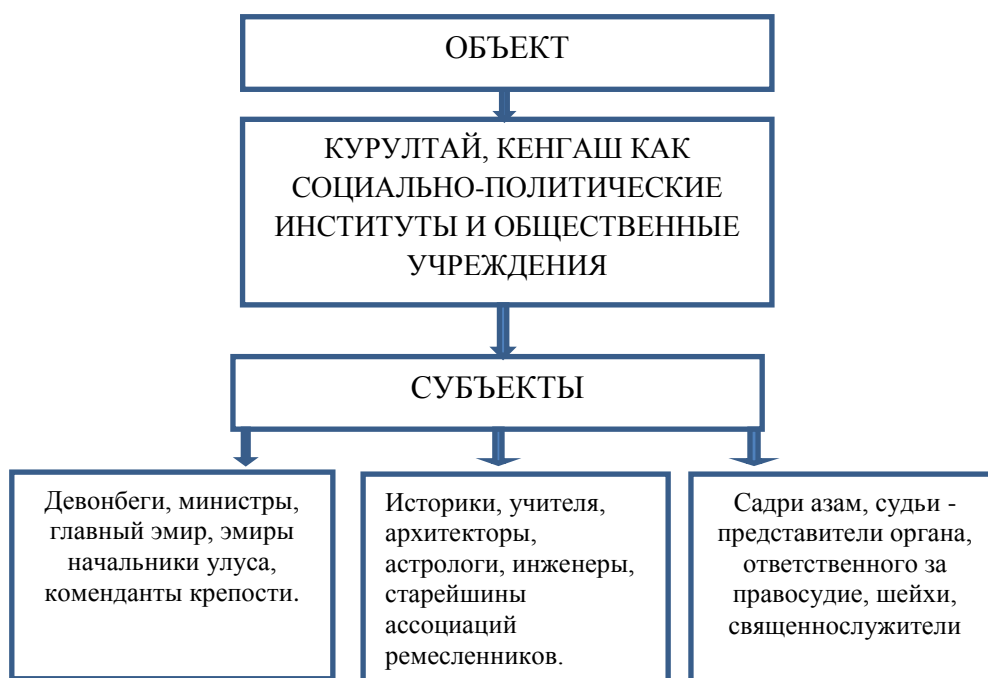 ОБЪЕКТ
КУРУЛТАЙ, КЕНГАШ КАК
СОЦИАЛЬНО-ПОЛИТИЧЕСКИЕ
ИНСТИТУТЫ И ОБЩЕСТВЕННЫЕ
УЧРЕЖДЕНИЯ
СУБЪЕКТЫ
Девонбеги, министры,
главный эмир, эмиры
начальники улуса,
коменданты крепости.
Историки, учителя,
архитекторы,
астрологи, инженеры,
старейшины
ассоциаций
ремесленников.
Садри азам, судьи -
представители органа,
ответственного за
правосудие, шейхи,
священнослужители